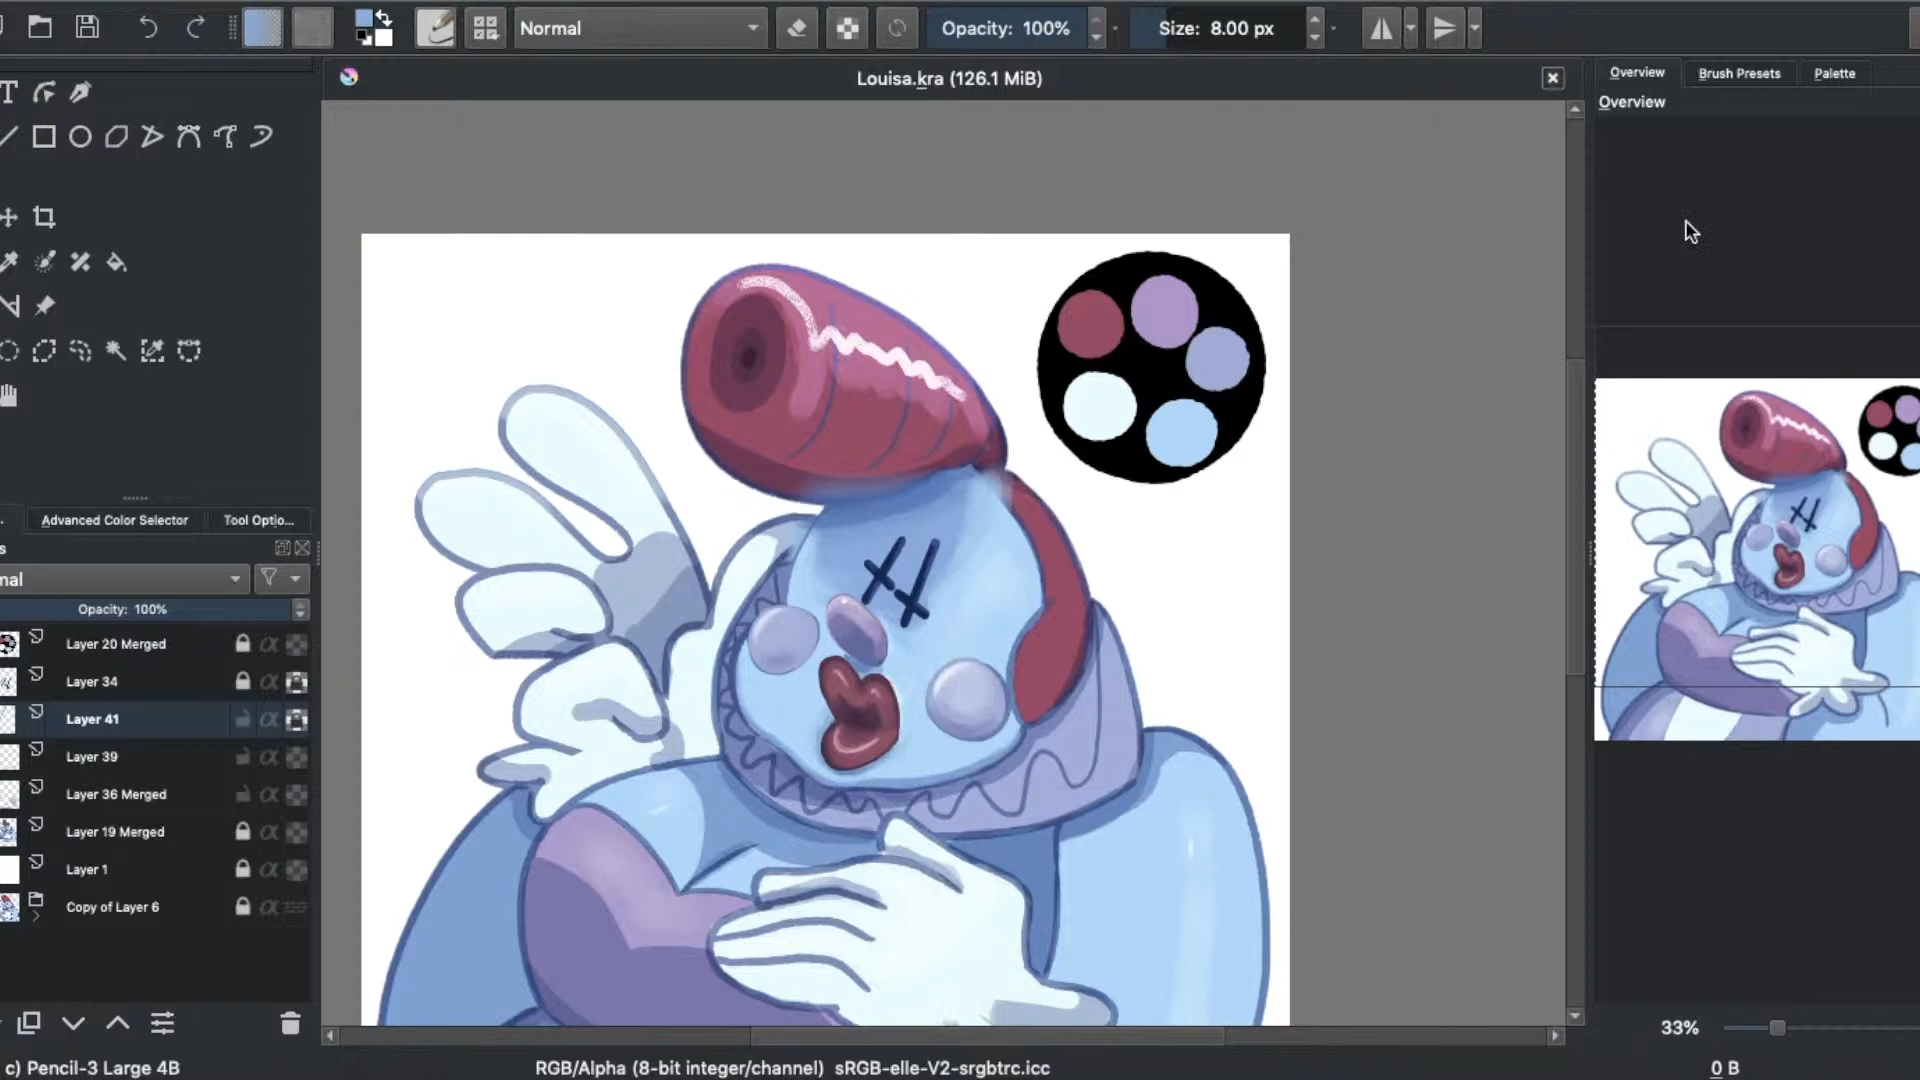 Normal
Opacity: 100%
Size: 8.00 px
Louisa.kra (126.1 MiB)
Overview
Brush Presets
Palette
Overview
Advanced Color Selector
Tool Optio...
Opacity: 100%
Layer 20 Merged
Layer 34
Layer 41
Layer 39
Layer 36 Merged
Layer 19 Merged
Layer 1
Copy of Layer 6
33%
c) Pencil-3 Large 4B
RGB/Alpha (8-bit integer/channel) sRGB-elle-V2-srgbtrc.icc
0 B